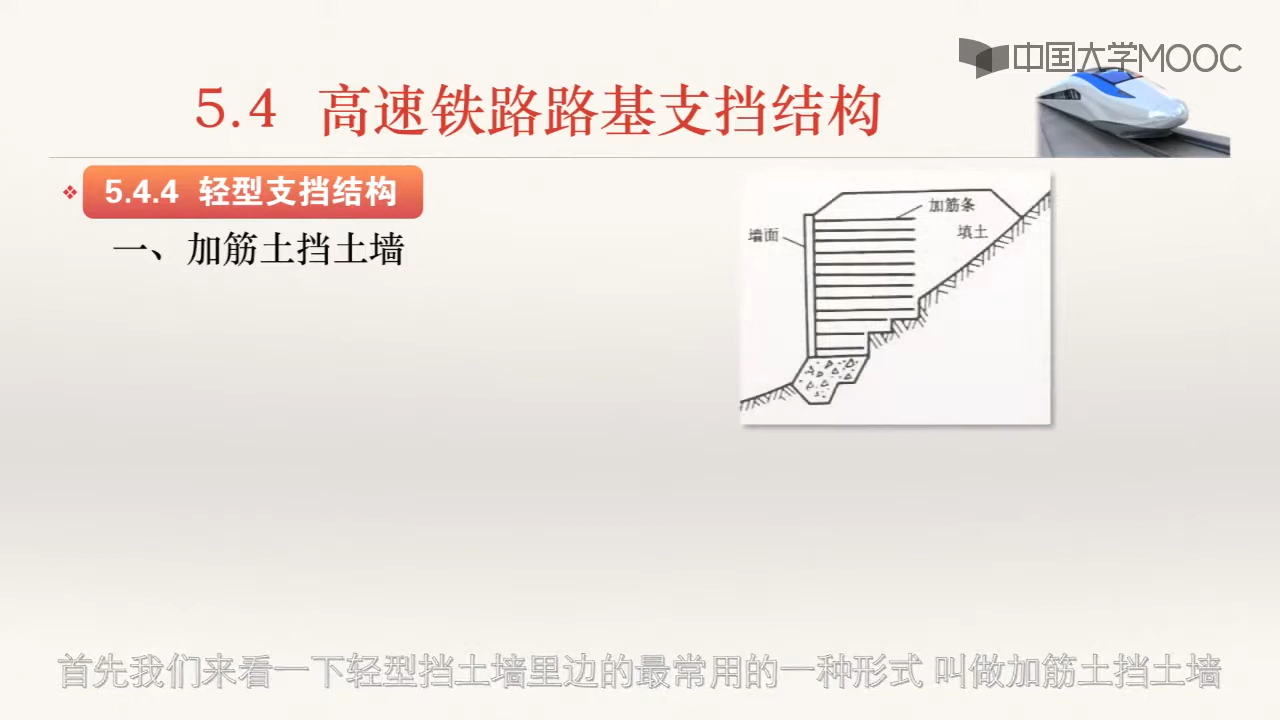 中国大学MOOC
5.4 高速铁路路基支挡结构
5.4.4 轻型支挡结构
一、加筋土挡土墙
加筋条
墙面
填土
首先我们来看一下轻型挡土墙里边的最常用的一种形式 叫做加筋土挡土墙